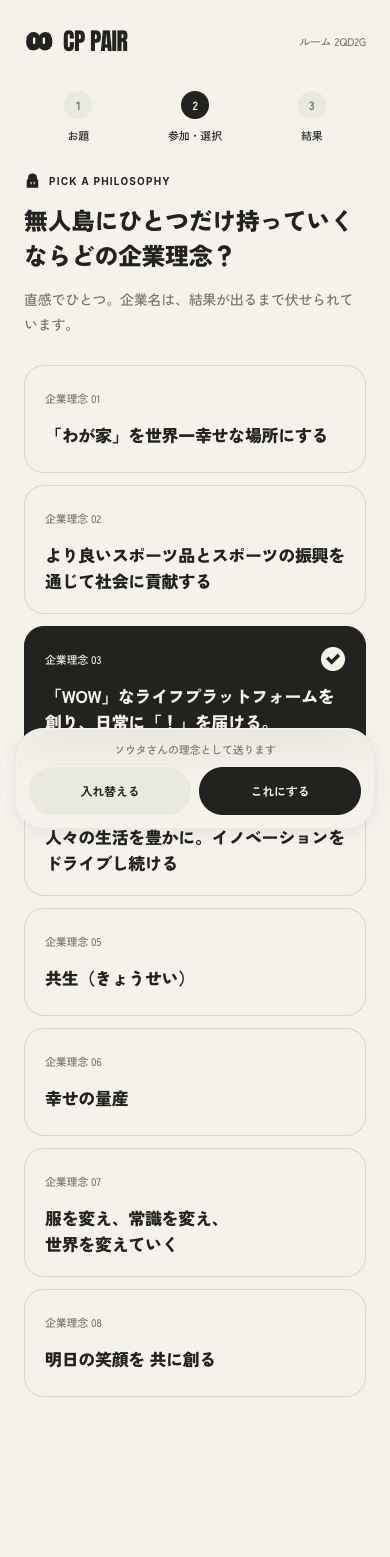 CP PAIR
ルーム 2QD2G
1
2
3
お題
参加・選択
結果
PICK A PHILOSOPHY
無人島にひとつだけ持っていく
ならどの企業理念？
直感でひとつ。企業名は、結果が出るまで伏せられて
います。
企業理念 01
「わが家」を世界一幸せな場所にする
企業理念 02
より良いスポーツ品とスポーツの振興を
通じて社会に貢献する
企業理念 03
「WOW」なライフプラットフォームを
創り、日常に「！」を届ける。
ソウタさんの理念として送ります
入れ替える
これにする
人々の生活を豊かに。イノベーションを
ドライブし続ける
企業理念 05
共生（きょうせい）
企業理念 06
幸せの量産
企業理念 07
服を変え、常識を変え、
世界を変えていく
企業理念 08
明日の笑顔を 共に創る